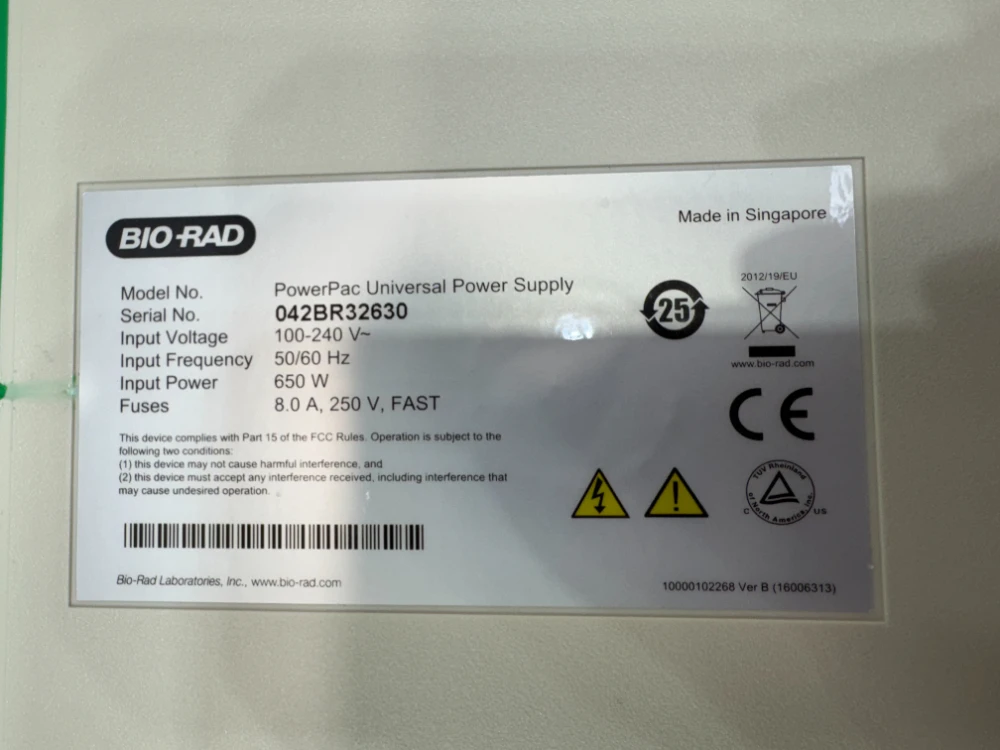 BIO-RAD
Made in Singapore
Model No. PowerPac Universal Power Supply
Serial No. 042BR32630
Input Voltage 100-240 V~
Input Frequency 50/60 Hz
Input Power 650 W
Fuses 8.0 A, 250 V, FAST
25
2012/19/EU
www.bio-rad.com
CE
This device complies with Part 15 of the FCC Rules. Operation is subject to the
following two conditions:
(1) this device may not cause harmful interference, and
(2) this device must accept any interference received, including interference that
may cause undesired operation.
TUV Rheinland
of North America, Inc.
C US
Bio-Rad Laboratories, Inc., www.bio-rad.com
10000102268 Ver B (16006313)